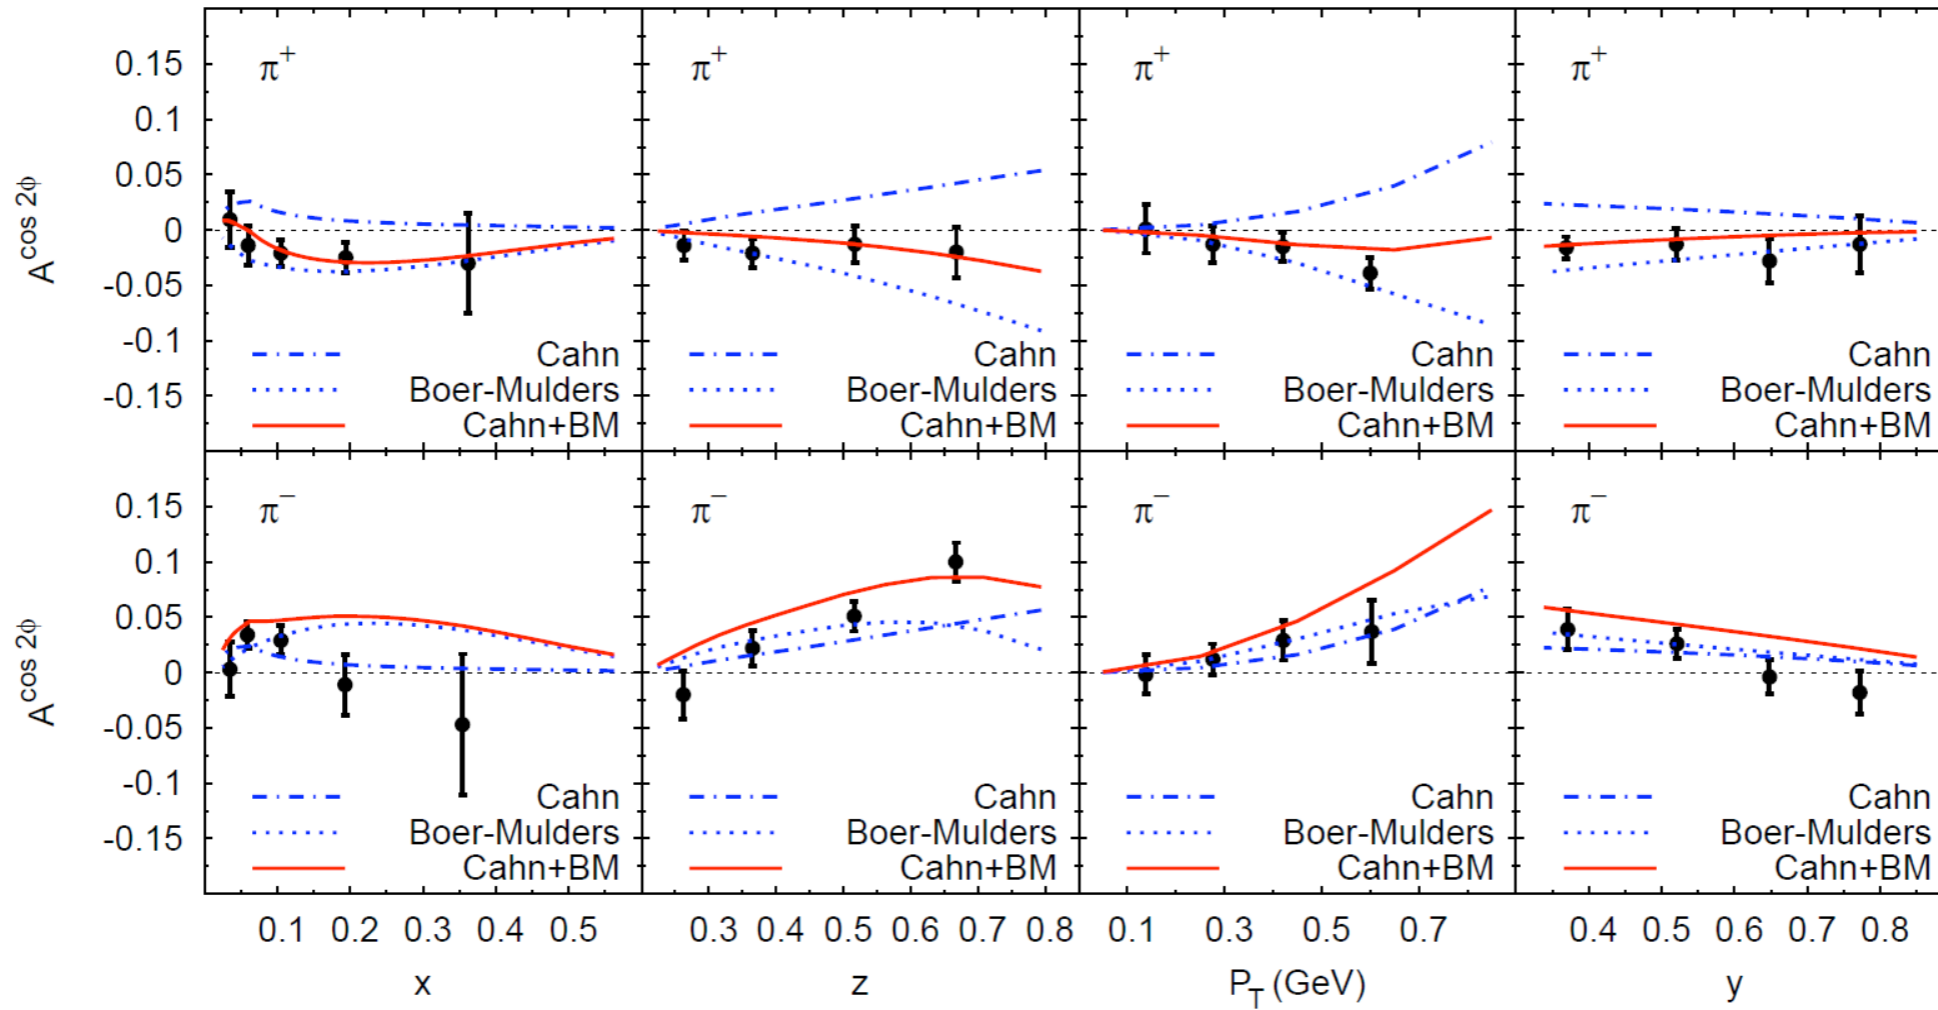 A^cos 2ϕ
0.15
0.1
0.05
0
-0.05
-0.1
-0.15
π+
Cahn
Boer-Mulders
Cahn+BM
π+
Cahn
Boer-Mulders
Cahn+BM
π+
Cahn
Boer-Mulders
Cahn+BM
π+
Cahn
Boer-Mulders
Cahn+BM
A^cos 2ϕ
0.15
0.1
0.05
0
-0.05
-0.1
-0.15
π−
Cahn
Boer-Mulders
Cahn+BM
π−
Cahn
Boer-Mulders
Cahn+BM
π−
Cahn
Boer-Mulders
Cahn+BM
π−
Cahn
Boer-Mulders
Cahn+BM
0.1 0.2 0.3 0.4 0.5
0.3 0.4 0.5 0.6 0.7 0.8
0.1 0.3 0.5 0.7
0.4 0.5 0.6 0.7 0.8
x
z
P_T (GeV)
y